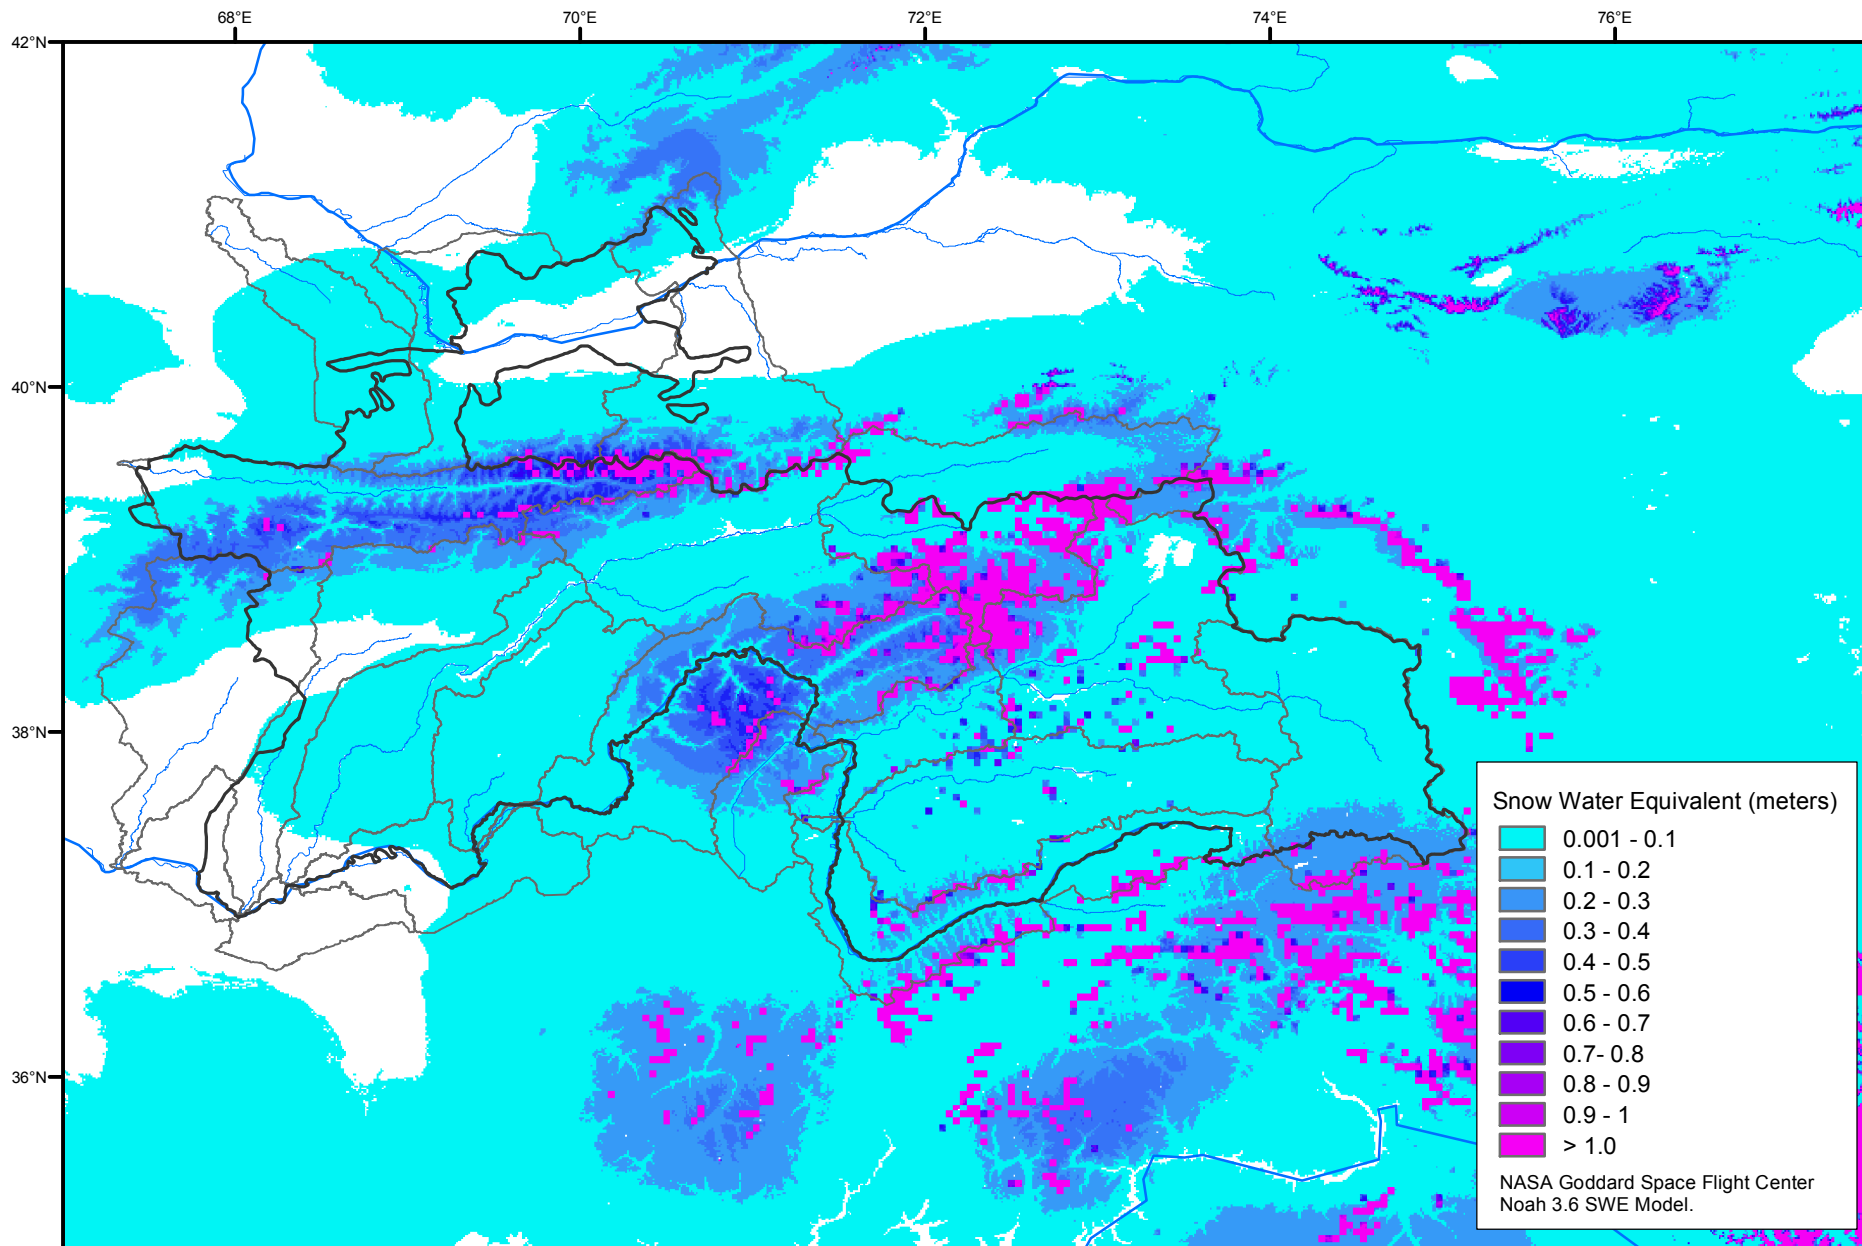 68°E 70°E 72°E 74°E 76°E
42°N
40°N
38°N
36°N
Snow Water Equivalent (meters)
0.001 - 0.1
0.1 - 0.2
0.2 - 0.3
0.3 - 0.4
0.4 - 0.5
0.5 - 0.6
0.6 - 0.7
0.7- 0.8
0.8 - 0.9
0.9 - 1
> 1.0
NASA Goddard Space Flight Center
Noah 3.6 SWE Model.